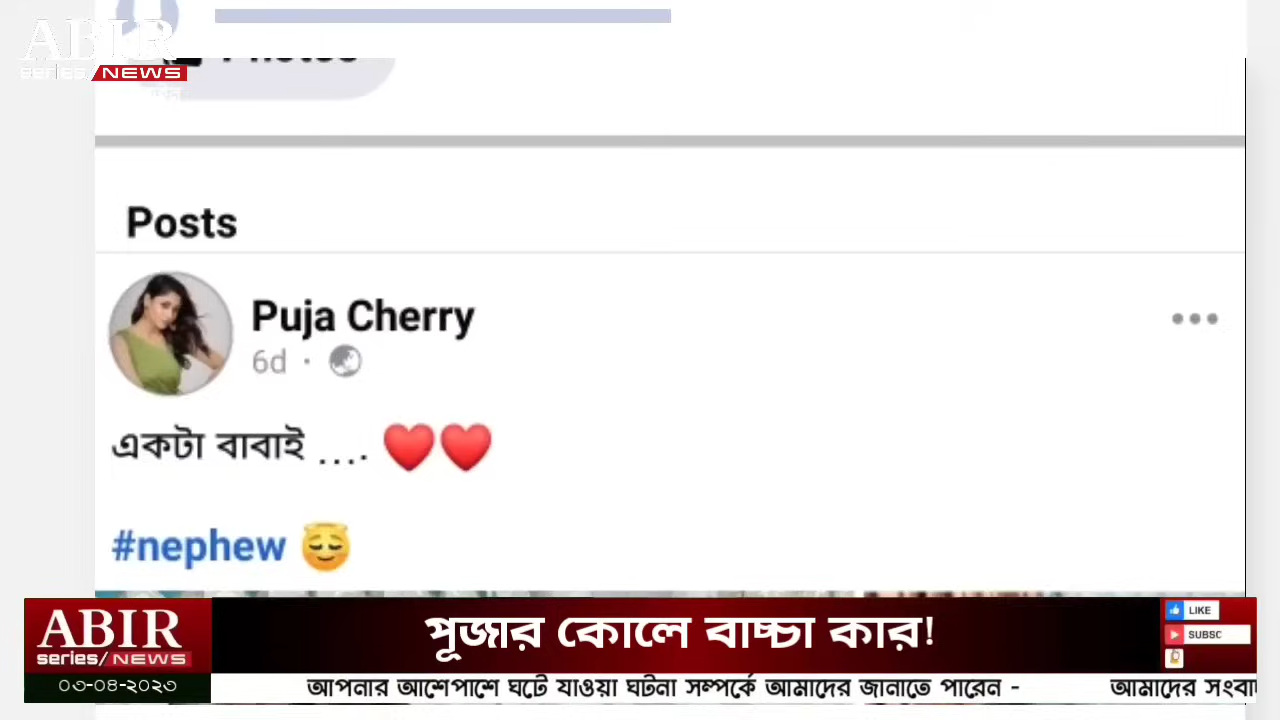 ABIR
series/NEWS
Photos
Posts
Puja Cherry
6d ·
একটা বাবাই .... ❤️❤️
#nephew 😇
ABIR
series/NEWS
পূজার কোলে বাচ্চা কার!
LIKE
SUBSC
০৩-০৪-২০২৩
আপনার আশেপাশে ঘটে যাওয়া ঘটনা সম্পর্কে আমাদের জানাতে পারেন -
আমাদের